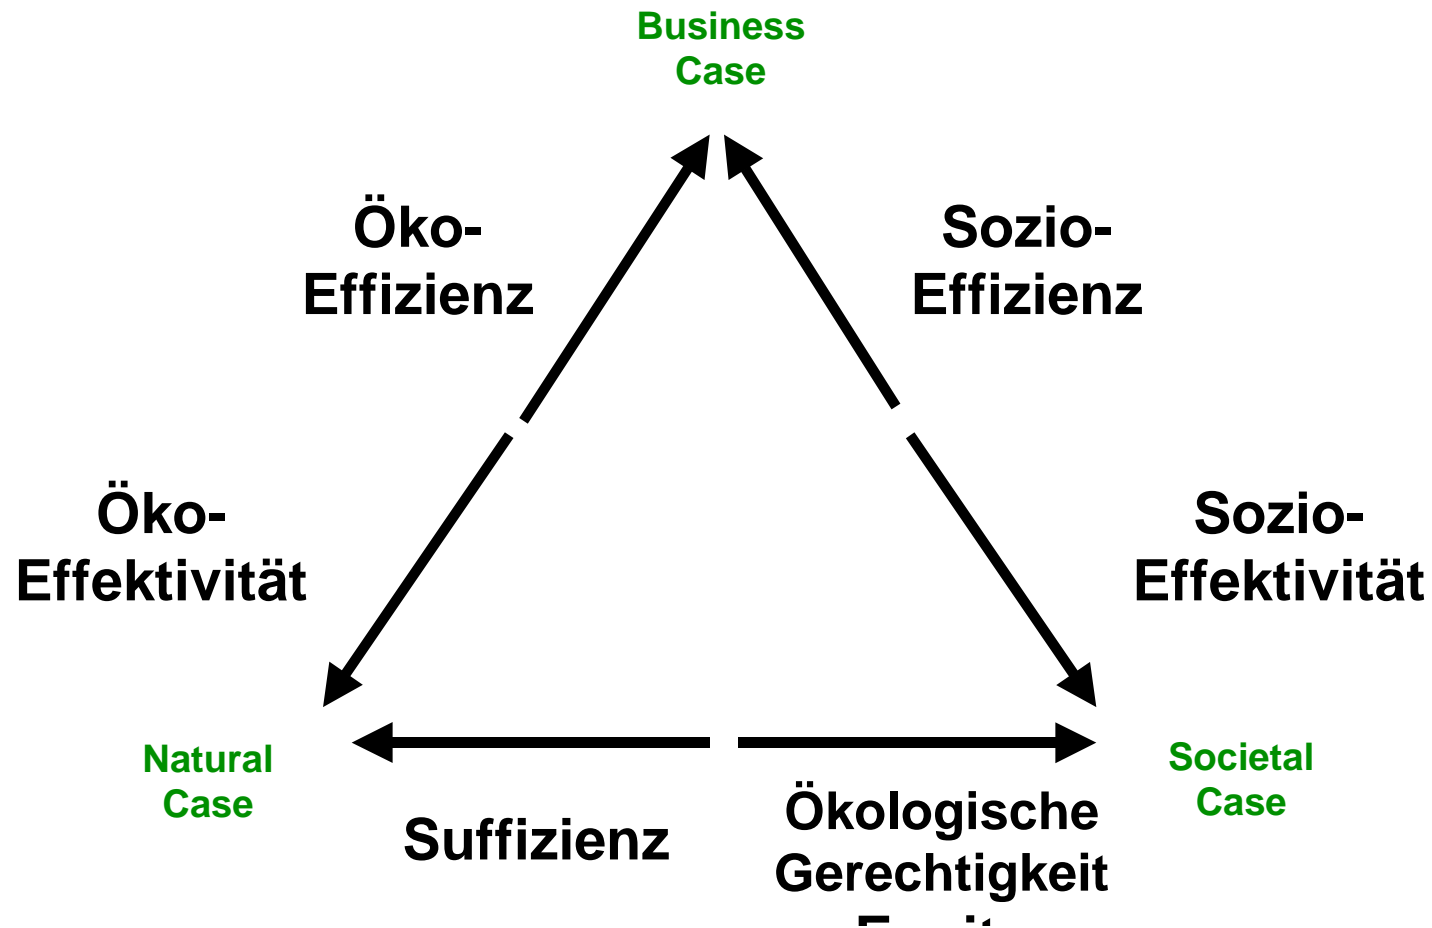 Business
Case
Öko-
Effizienz
Sozio-
Effizienz
Öko-
Effektivität
Sozio-
Effektivität
Natural
Case
Societal
Case
Suffizienz
Ökologische
Gerechtigkeit